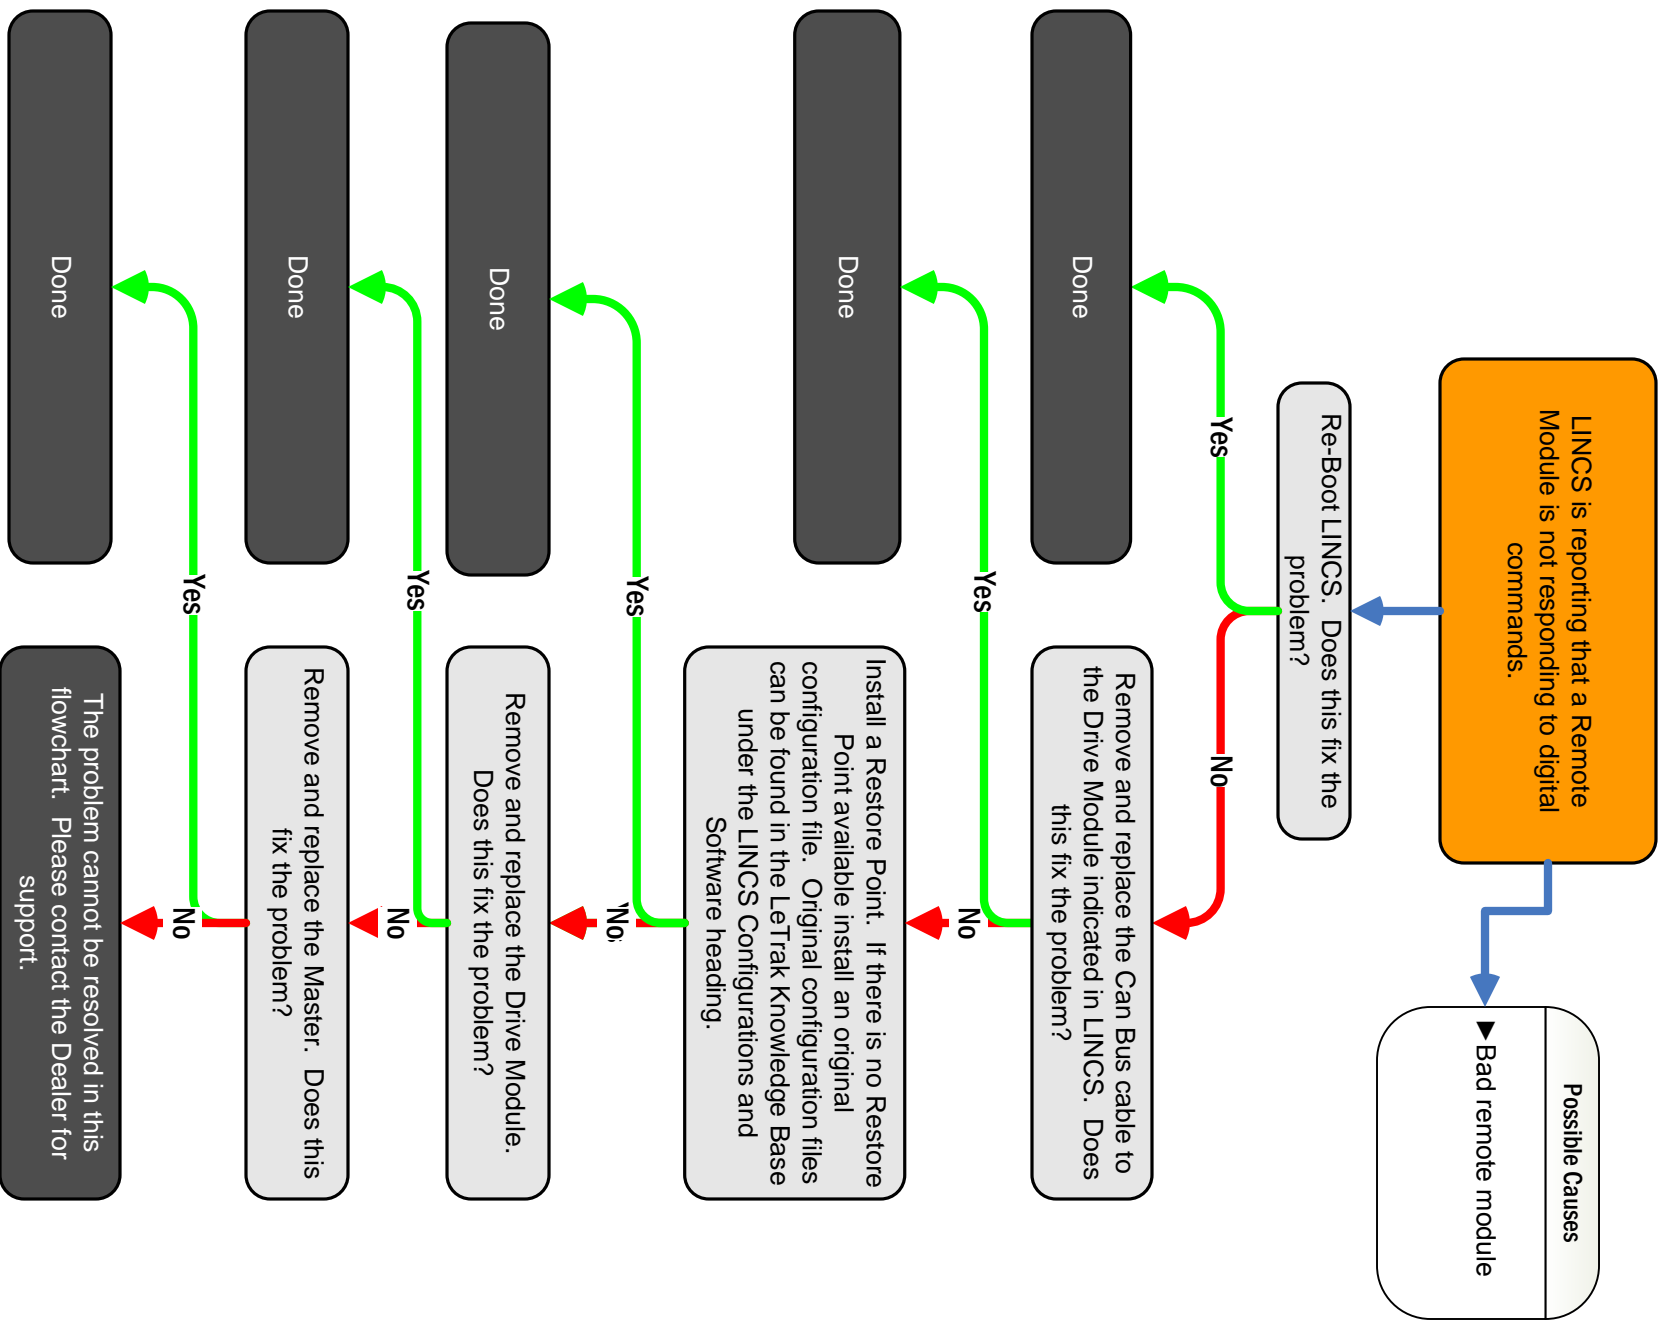 LINCS is reporting that a Remote
Module is not responding to digital
commands.
Possible Causes
►Bad remote module
Re-Boot LINCS.  Does this fix the
problem?
Yes
No
Done
Remove and replace the Can Bus cable to
the Drive Module indicated in LINCS.  Does
this fix the problem?
Yes
No
Done
Install a Restore Point.  If there is no Restore
Point available install an original
configuration file.  Original configuration files
can be found in the LeTrak Knowledge Base
under the LINCS Configurations and
Software heading.
Yes
No
Done
Remove and replace the Drive Module.
Does this fix the problem?
Yes
No
Done
Remove and replace the Master.  Does this
fix the problem?
Yes
No
Done
The problem cannot be resolved in this
flowchart.  Please contact the Dealer for
support.